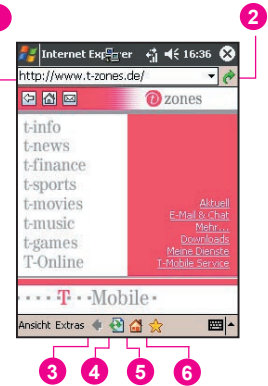 2
Internet Explorer 16:36
http://www.t-zones.de/
zones
t-info
t-news
t-finance
t-sports
t-movies
t-music
t-games
T-Online
Aktuell
E-Mail & Chat
Mehr...
Downloads
Meine Dienste
T-Mobile Service
T Mobile
Ansicht Extras
3 4 5 6